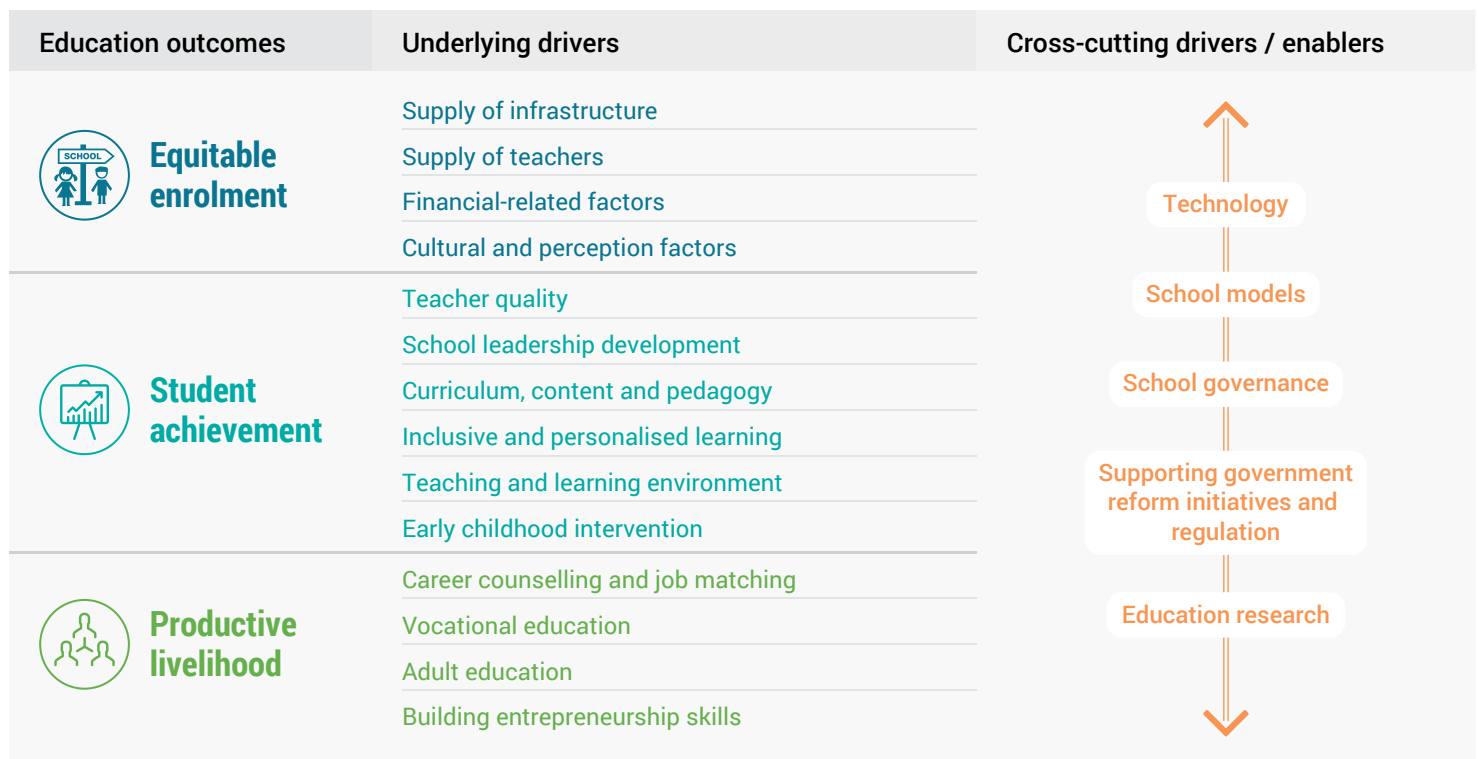 Education outcomes
Underlying drivers
Cross-cutting drivers / enablers
SCHOOL
Equitable
enrolment
Supply of infrastructure
Supply of teachers
Financial-related factors
Cultural and perception factors
Student
achievement
Teacher quality
School leadership development
Curriculum, content and pedagogy
Inclusive and personalised learning
Teaching and learning environment
Early childhood intervention
Productive
livelihood
Career counselling and job matching
Vocational education
Adult education
Building entrepreneurship skills
Technology
School models
School governance
Supporting government
reform initiatives and
regulation
Education research